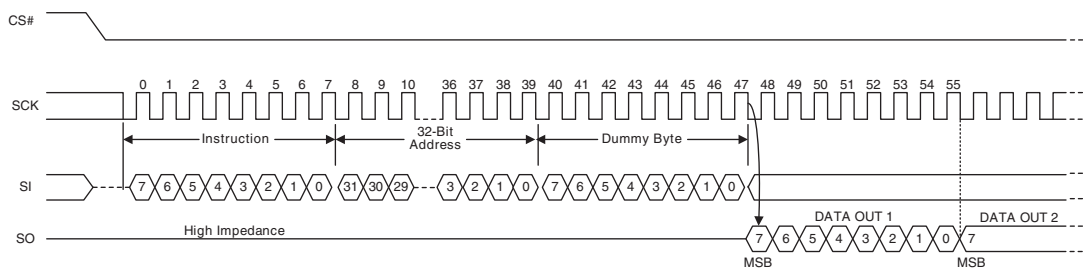 CS#
0 1 2 3 4 5 6 7 8 9 10 36 37 38 39 40 41 42 43 44 45 46 47 48 49 50 51 52 53 54 55
SCK
Instruction
32-Bit
Address
Dummy Byte
SI
7 6 5 4 3 2 1 0 31 30 29 3 2 1 0 7 6 5 4 3 2 1 0
DATA OUT 1
DATA OUT 2
SO
High Impedance
7 6 5 4 3 2 1 0 7
MSB
MSB